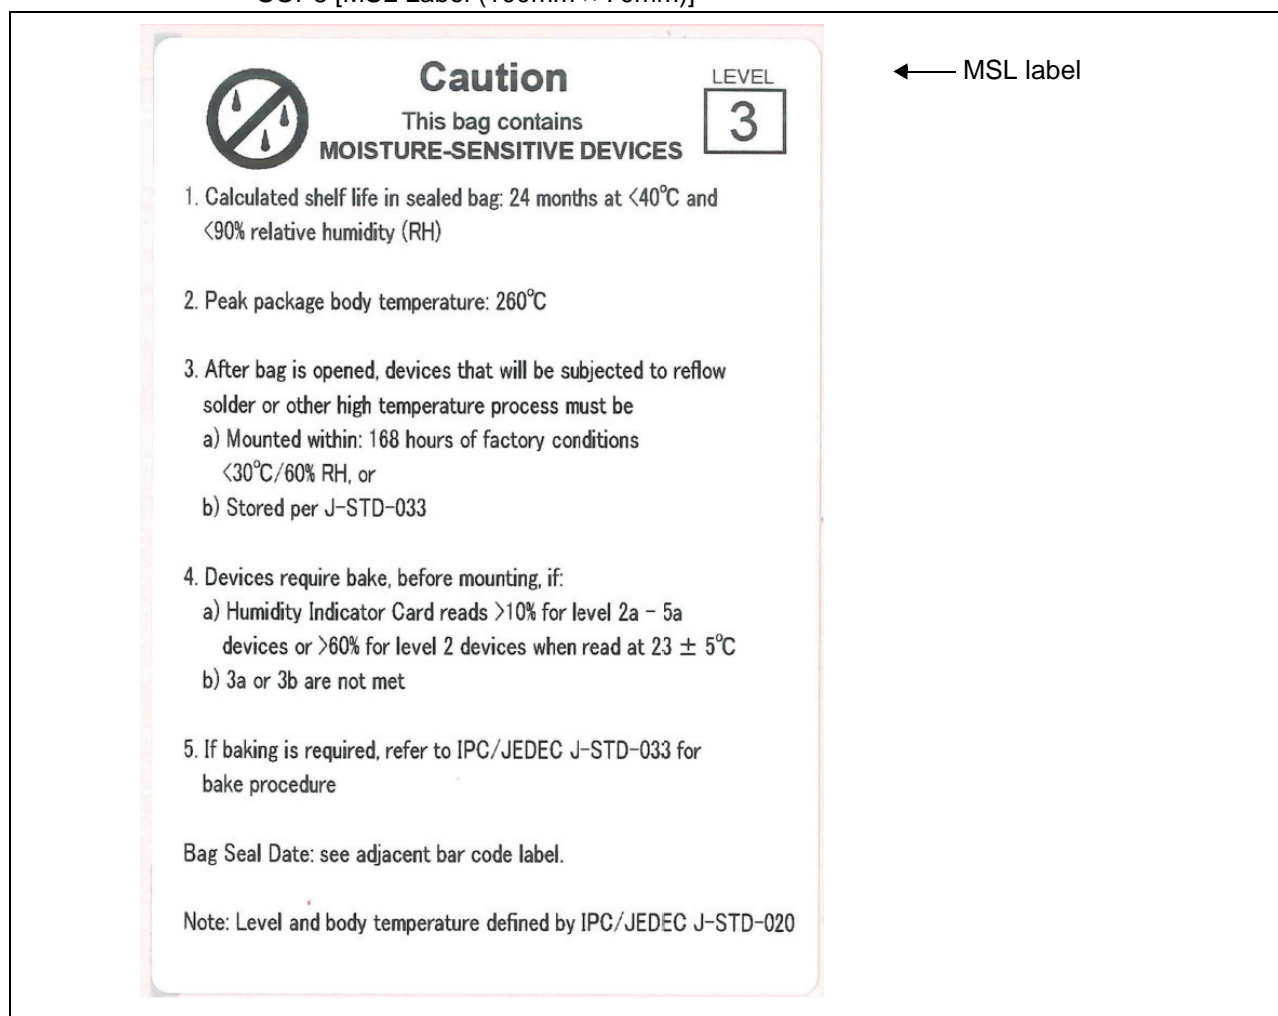 MSL label
Caution
This bag contains
MOISTURE-SENSITIVE DEVICES
LEVEL
3
1. Calculated shelf life in sealed bag: 24 months at <40°C and
<90% relative humidity (RH)
2. Peak package body temperature: 260°C
3. After bag is opened, devices that will be subjected to reflow
solder or other high temperature process must be
a) Mounted within: 168 hours of factory conditions
<30°C/60% RH, or
b) Stored per J-STD-033
4. Devices require bake, before mounting, if:
a) Humidity Indicator Card reads >10% for level 2a - 5a
devices or >60% for level 2 devices when read at 23 ± 5°C
b) 3a or 3b are not met
5. If baking is required, refer to IPC/JEDEC J-STD-033 for
bake procedure
Bag Seal Date: see adjacent bar code label.
Note: Level and body temperature defined by IPC/JEDEC J-STD-020